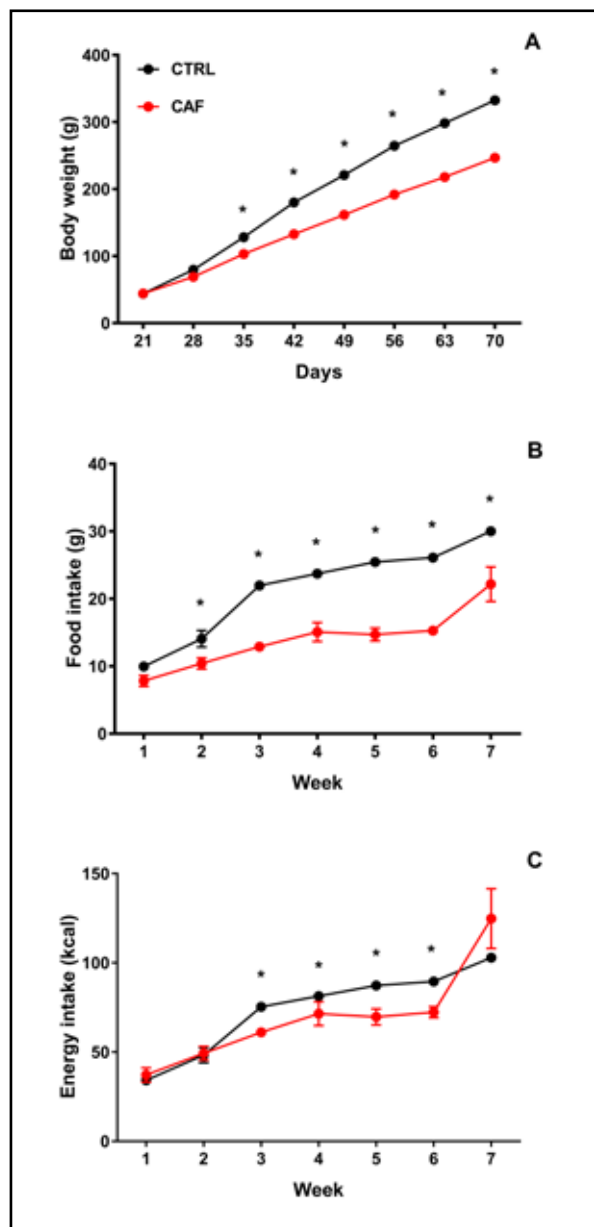 A
CTRL
CAF
Body weight (g)
400
300
200
100
0
* * * * * *
21 28 35 42 49 56 63 70
Days
B
Food intake (g)
40
30
20
10
0
* * * * * *
1 2 3 4 5 6 7
Week
C
Energy intake (kcal)
150
100
50
0
* * * *
1 2 3 4 5 6 7
Week